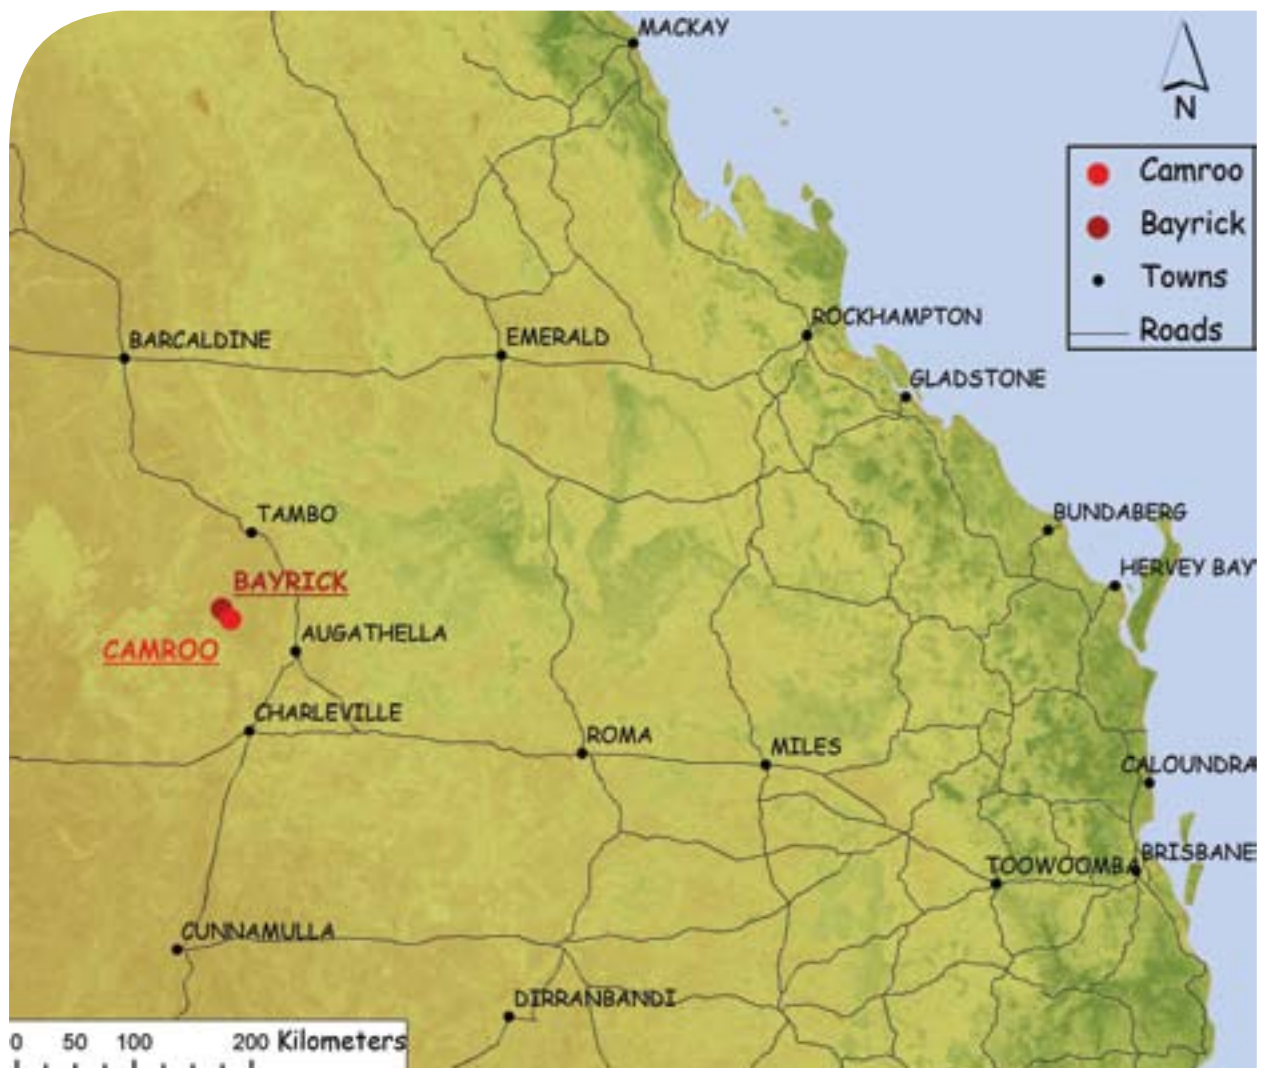 MACKAY
N
Camroo
Bayrick
Towns
Roads
ROCKHAMPTON
BARCALDINE
EMERALD
GLADSTONE
TAMBO
BUNDABERG
HERVEY BAY
BAYRICK
AUGATHELLA
CAMROO
CHARLEVILLE
ROMA
MILES
CALOUNDRA
BRISBANE
TOOWOOMBA
CUNNAMULLA
DIRRANBANDI
0 50 100 200 Kilometers